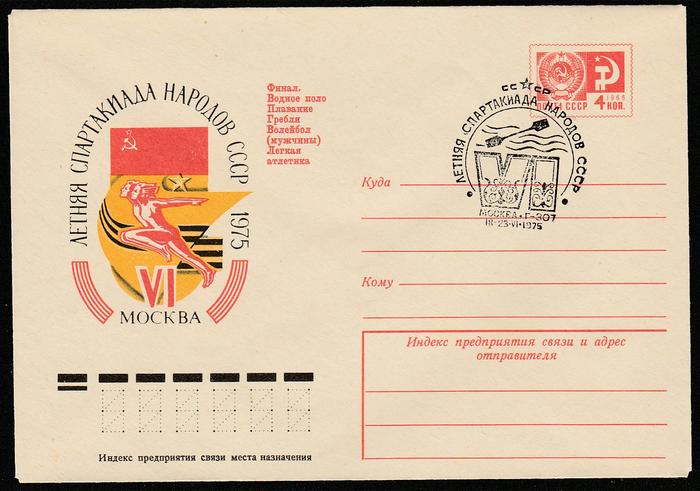 ЛЕТНЯЯ СПАРТАКИАДА НАРОДОВ СССР 1975
VI
МОСКВА
Финал.
Водное поло
Плавание
Гребля
Волейбол
(мужчины)
Легкая
атлетика
ПОЧТА СССР
1966
4 КОП.
СССР
ЛЕТНЯЯ СПАРТАКИАДА НАРОДОВ СССР
VI
МОСКВА · Г-307
18-23·VI·1975
Куда
Кому
Индекс предприятия связи и адрес
отправителя
Индекс предприятия связи места назначения